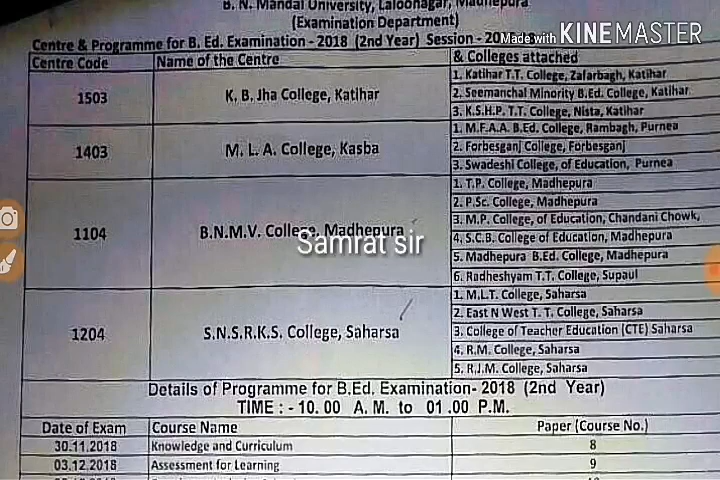 B. N. Mandal University, Laloonagar, Madhepura
(Examination Department)
Centre & Programme for B. Ed. Examination - 2018 (2nd Year) Session - 20
Made with KINEMASTER
Centre Code Name of the Centre & Colleges attached
1503 K. B. Jha College, Katihar
1. Katihar T.T. College, Zafarbagh, Katihar
2. Seemanchal Minority B.Ed. College, Katihar
3. K.S.H.P. T.T. College, Nista, Katihar
1403 M. L. A. College, Kasba
1. M.F.A.A. B.Ed. College, Rambagh, Purnea
2. Forbesganj College, Forbesganj
3. Swadeshi College, of Education, Purnea
1104 B.N.M.V. College, Madhepura
1. T.P. College, Madhepura
2. P.Sc. College, Madhepura
3. M.P. College, of Education, Chandani Chowk,
4. S.C.B. College of Education, Madhepura
5. Madhepura B.Ed. College, Madhepura
6. Radheshyam T.T. College, Supaul
Samrat sir
1204 S.N.S.R.K.S. College, Saharsa
1. M.L.T. College, Saharsa
2. East N West T. T. College, Saharsa
3. College of Teacher Education (CTE) Saharsa
4. R.M. College, Saharsa
5. R.J.M. College, Saharsa
Details of Programme for B.Ed. Examination- 2018 (2nd Year)
TIME : - 10. 00 A. M. to 01 .00 P.M.
Date of Exam Course Name Paper (Course No.)
30.11.2018 Knowledge and Curriculum 8
03.12.2018 Assessment for Learning 9